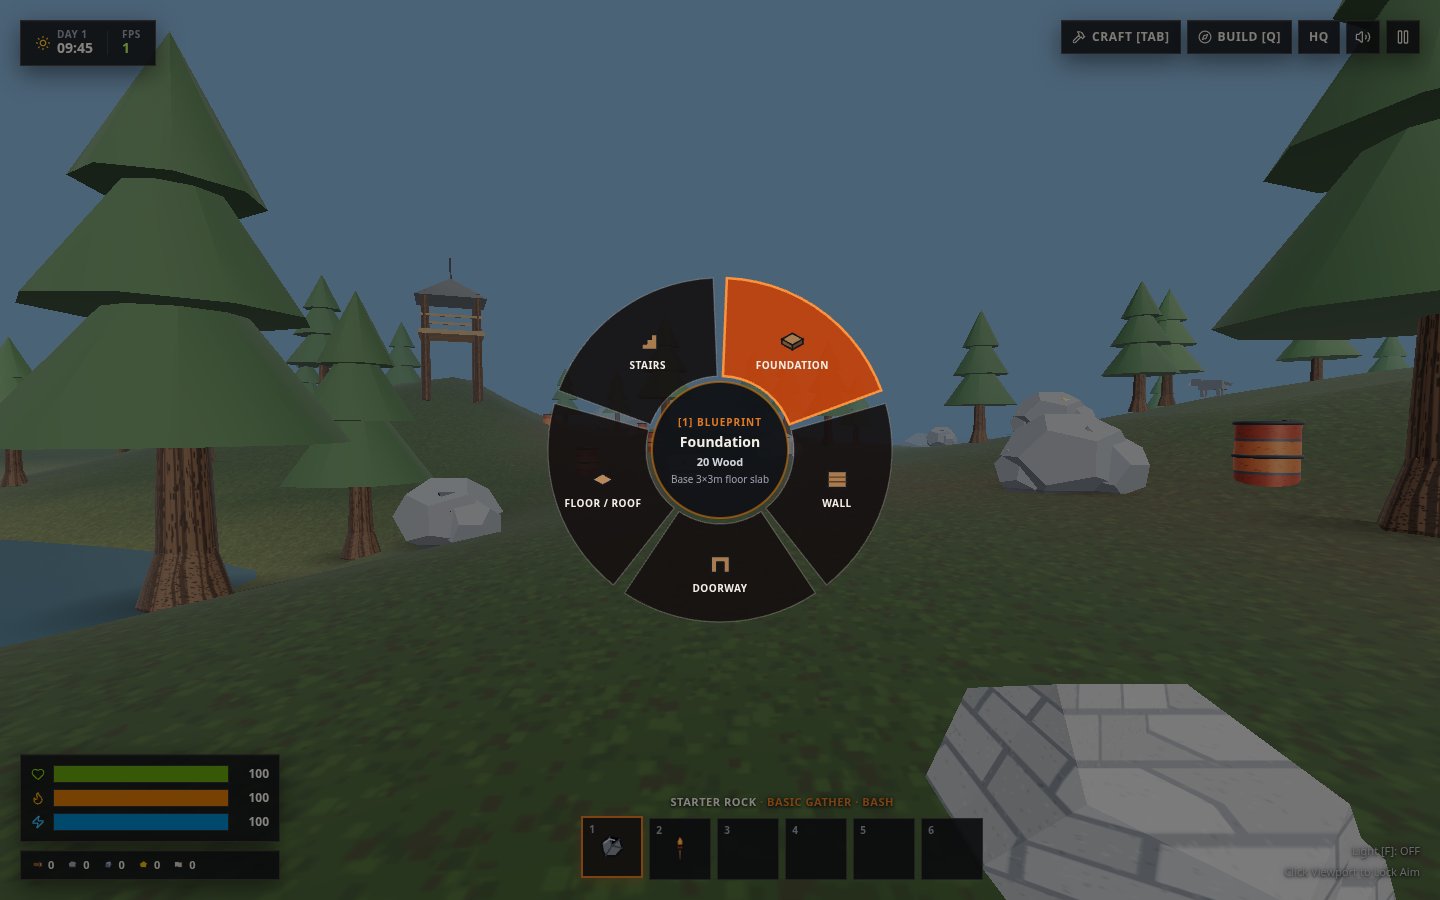 DAY 1
09:45
FPS
1
CRAFT [TAB]
BUILD [Q]
HQ
STAIRS
FOUNDATION
[1] BLUEPRINT
Foundation
20 Wood
Base 3×3m floor slab
FLOOR / ROOF
WALL
DOORWAY
100
100
100
0 0 0 0 0
STARTER ROCK · BASIC GATHER · BASH
1 2 3 4 5 6
Light [F]: OFF
Click Viewport to Lock Aim